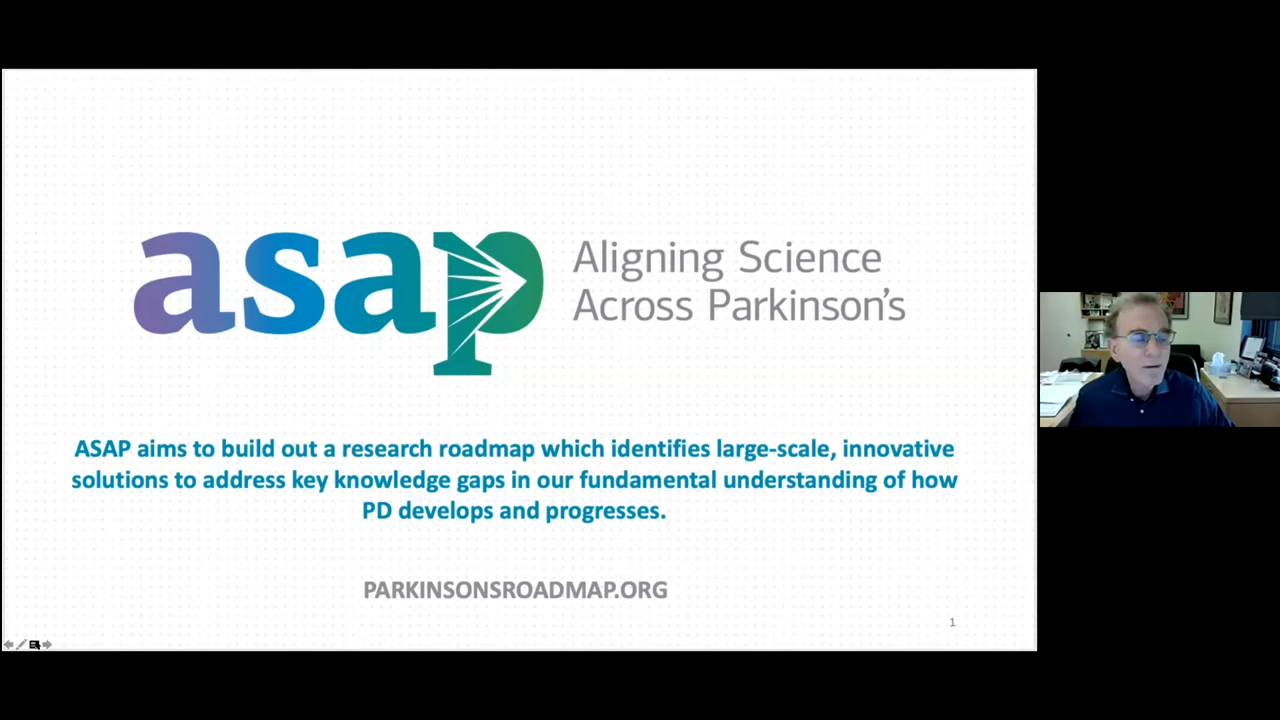 asap
Aligning Science
Across Parkinson's
ASAP aims to build out a research roadmap which identifies large-scale, innovative
solutions to address key knowledge gaps in our fundamental understanding of how
PD develops and progresses.
PARKINSONSROADMAP.ORG
1